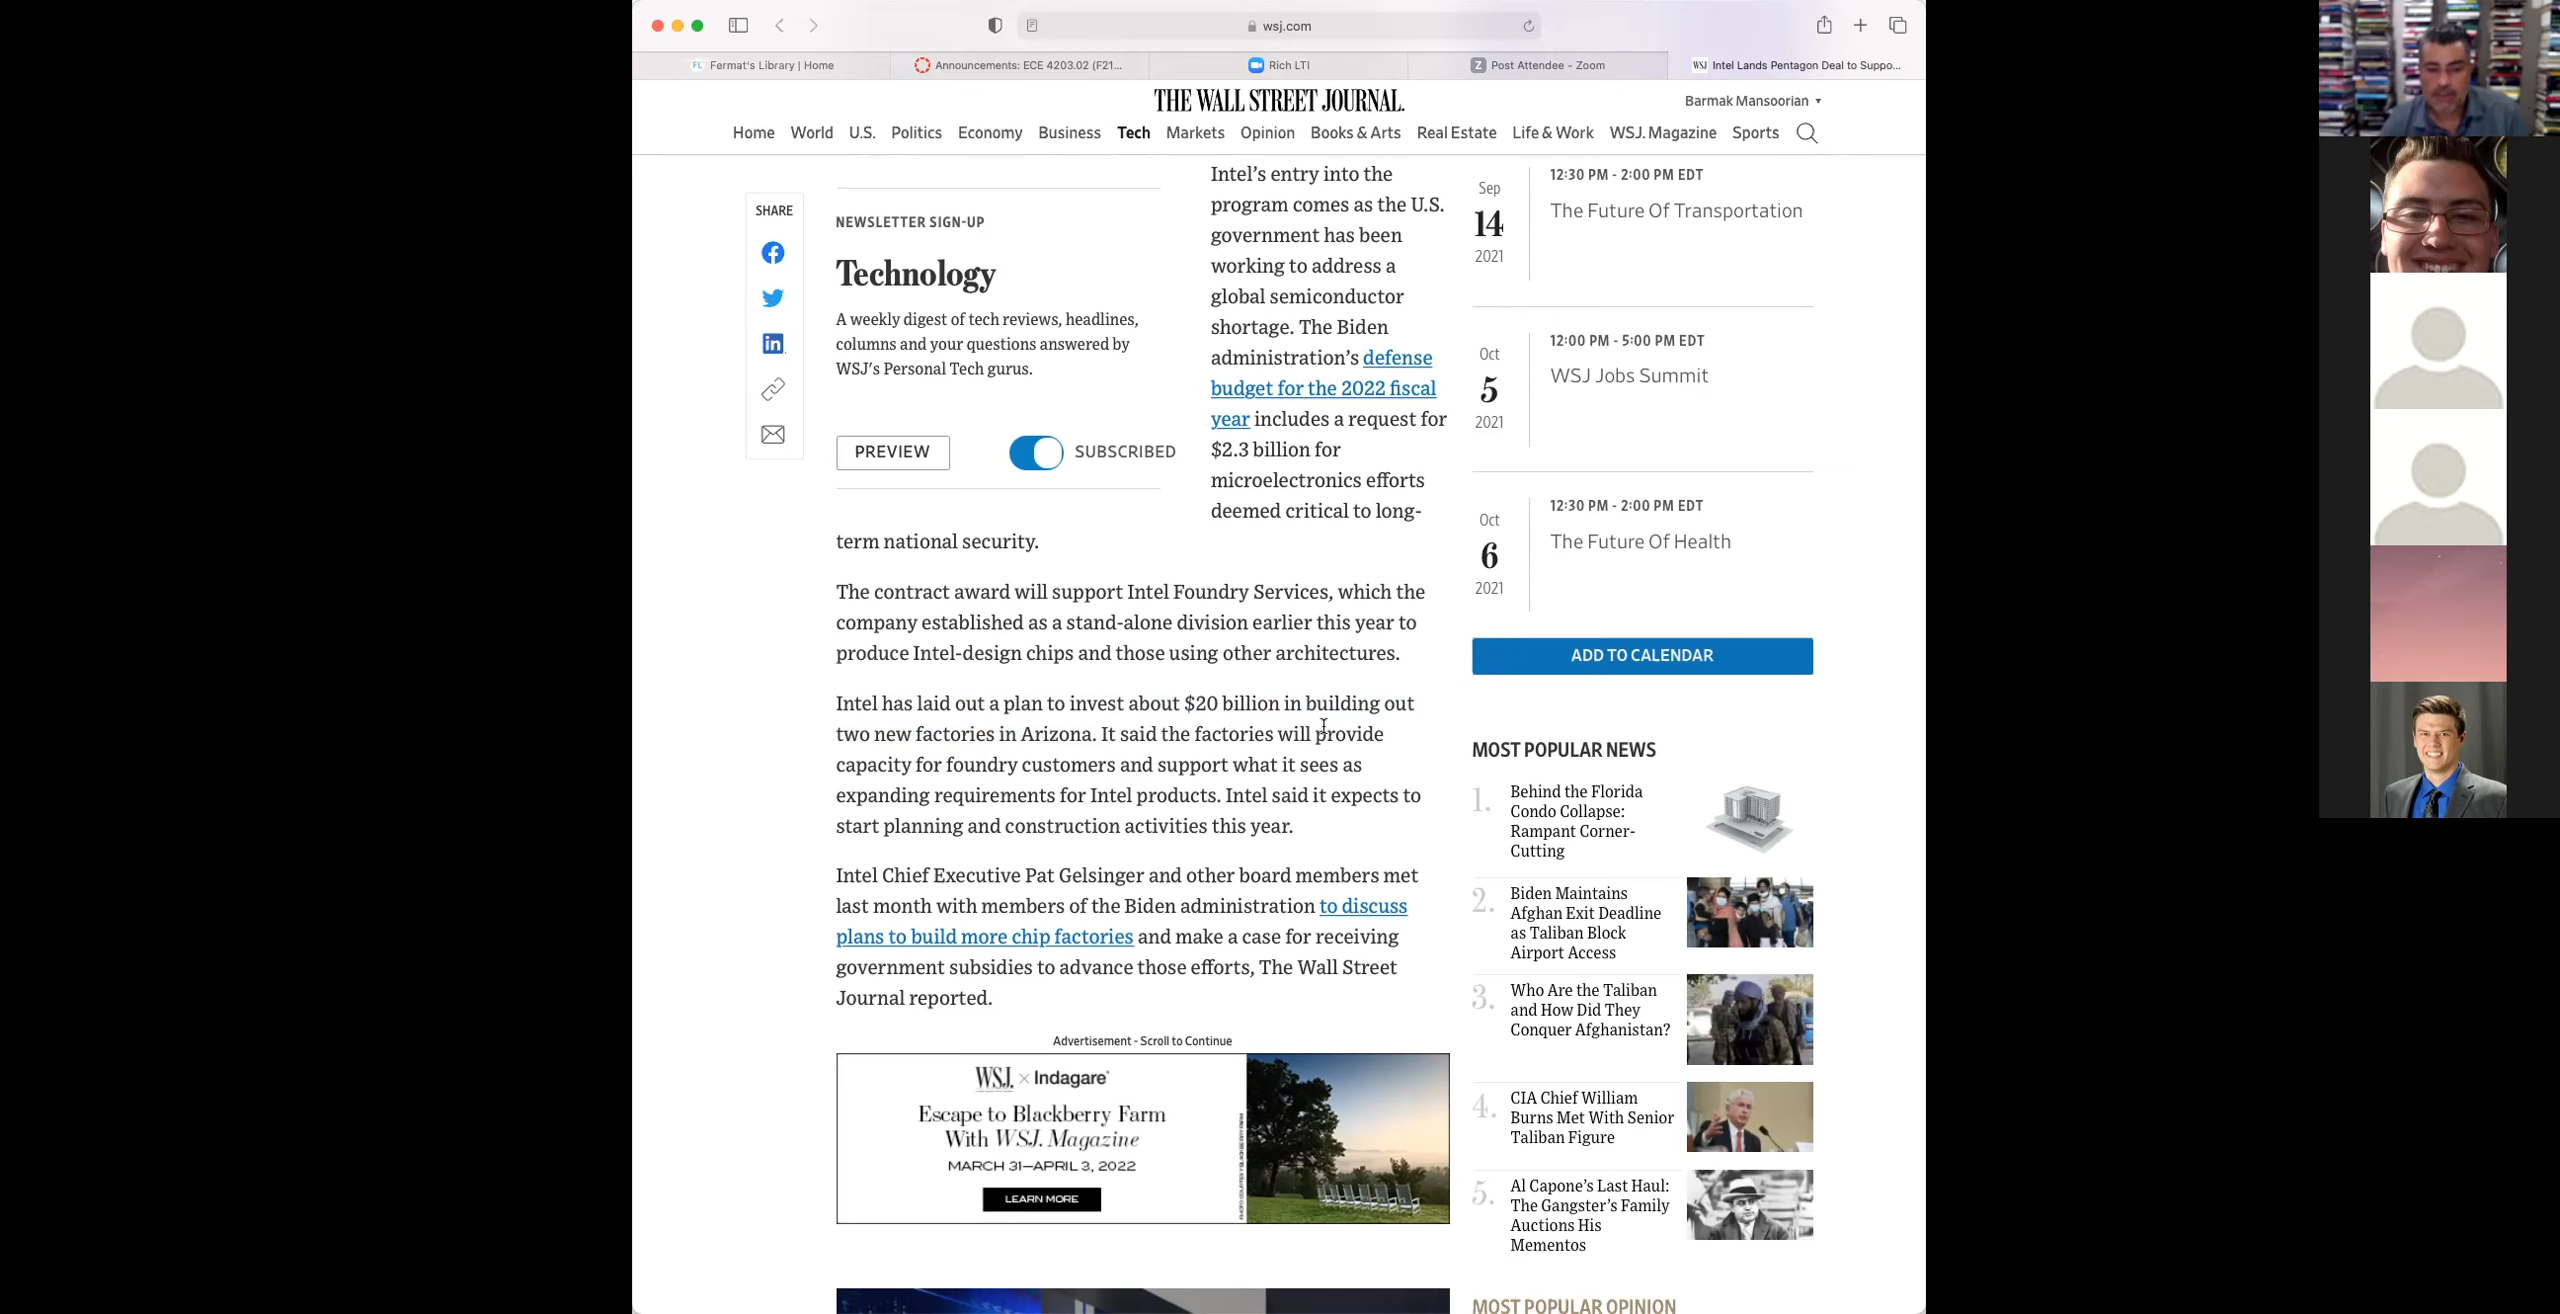 wsj.com
FL Fermat's Library | Home
Announcements: ECE 4203.02 (F21...
Rich LTI
Z Post Attendee - Zoom
WSJ Intel Lands Pentagon Deal to Suppo...
THE WALL STREET JOURNAL.
Barmak Mansoorian
Home World U.S. Politics Economy Business Tech Markets Opinion Books & Arts Real Estate Life & Work WSJ. Magazine Sports
SHARE
in
NEWSLETTER SIGN-UP
Technology
A weekly digest of tech reviews, headlines,
columns and your questions answered by
WSJ's Personal Tech gurus.
PREVIEW
SUBSCRIBED
Intel's entry into the
program comes as the U.S.
government has been
working to address a
global semiconductor
shortage. The Biden
administration's defense
budget for the 2022 fiscal
year includes a request for
$2.3 billion for
microelectronics efforts
deemed critical to long-
term national security.
The contract award will support Intel Foundry Services, which the
company established as a stand-alone division earlier this year to
produce Intel-design chips and those using other architectures.
Intel has laid out a plan to invest about $20 billion in building out
two new factories in Arizona. It said the factories will provide
capacity for foundry customers and support what it sees as
expanding requirements for Intel products. Intel said it expects to
start planning and construction activities this year.
Intel Chief Executive Pat Gelsinger and other board members met
last month with members of the Biden administration to discuss
plans to build more chip factories and make a case for receiving
government subsidies to advance those efforts, The Wall Street
Journal reported.
Advertisement - Scroll to Continue
WSJ. × Indagare
Escape to Blackberry Farm
With WSJ. Magazine
MARCH 31—APRIL 3, 2022
LEARN MORE
Sep
14
2021
12:30 PM - 2:00 PM EDT
The Future Of Transportation
Oct
5
2021
12:00 PM - 5:00 PM EDT
WSJ Jobs Summit
Oct
6
2021
12:30 PM - 2:00 PM EDT
The Future Of Health
ADD TO CALENDAR
MOST POPULAR NEWS
1.
Behind the Florida
Condo Collapse:
Rampant Corner-
Cutting
2.
Biden Maintains
Afghan Exit Deadline
as Taliban Block
Airport Access
3.
Who Are the Taliban
and How Did They
Conquer Afghanistan?
4.
CIA Chief William
Burns Met With Senior
Taliban Figure
5.
Al Capone's Last Haul:
The Gangster's Family
Auctions His
Mementos
MOST POPULAR OPINION